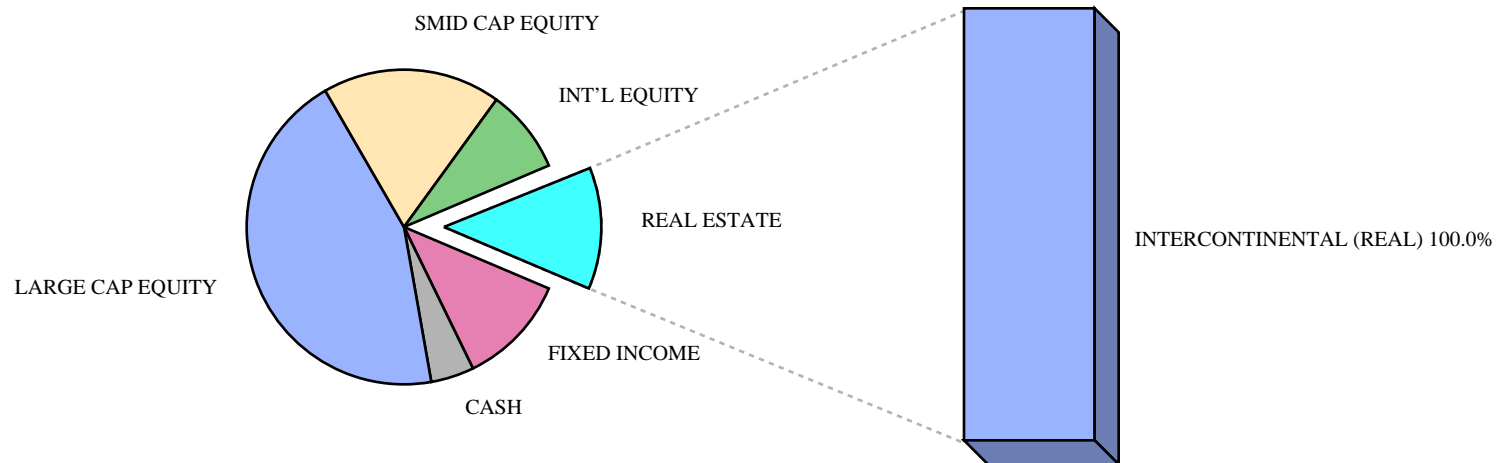 SMID CAP EQUITY
INT'L EQUITY
REAL ESTATE
INTERCONTINENTAL (REAL) 100.0%
LARGE CAP EQUITY
FIXED INCOME
CASH